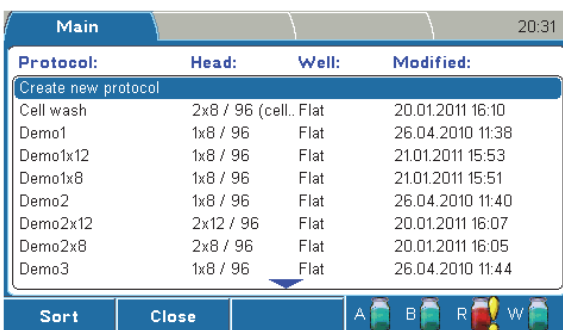 Main 20:31
Protocol: Head: Well: Modified:
Create new protocol
Cell wash 2x8 / 96 (cell.. Flat 20.01.2011 16:10
Demo1 1x8 / 96 Flat 26.04.2010 11:38
Demo1x12 1x8 / 96 Flat 21.01.2011 15:53
Demo1x8 1x8 / 96 Flat 21.01.2011 15:51
Demo2 1x8 / 96 Flat 26.04.2010 11:40
Demo2x12 2x12 / 96 Flat 20.01.2011 16:07
Demo2x8 2x8 / 96 Flat 20.01.2011 16:05
Demo3 1x8 / 96 Flat 26.04.2010 11:44
Sort Close A B R ! W